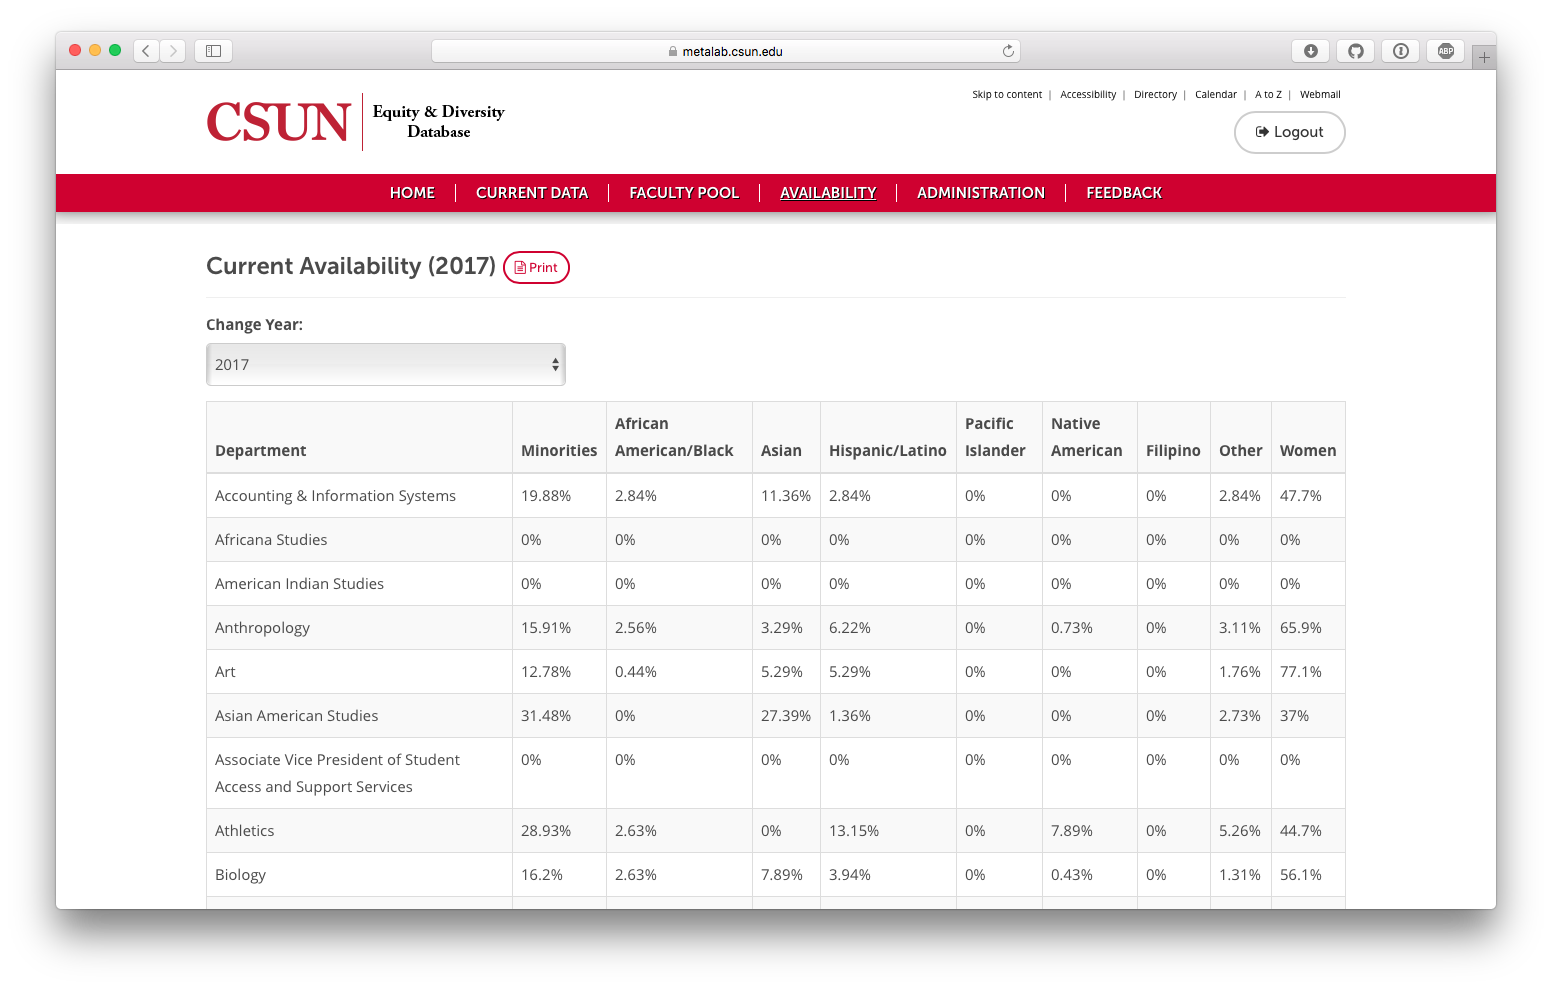 metalab.csun.edu
ABP
CSUN
Equity & Diversity
Database
Skip to content | Accessibility | Directory | Calendar | A to Z | Webmail
Logout
HOME | CURRENT DATA | FACULTY POOL | AVAILABILITY | ADMINISTRATION | FEEDBACK
Current Availability (2017) Print
Change Year:
2017
Department Minorities African American/Black Asian Hispanic/Latino Pacific Islander Native American Filipino Other Women
Accounting & Information Systems 19.88% 2.84% 11.36% 2.84% 0% 0% 0% 2.84% 47.7%
Africana Studies 0% 0% 0% 0% 0% 0% 0% 0% 0%
American Indian Studies 0% 0% 0% 0% 0% 0% 0% 0% 0%
Anthropology 15.91% 2.56% 3.29% 6.22% 0% 0.73% 0% 3.11% 65.9%
Art 12.78% 0.44% 5.29% 5.29% 0% 0% 0% 1.76% 77.1%
Asian American Studies 31.48% 0% 27.39% 1.36% 0% 0% 0% 2.73% 37%
Associate Vice President of Student 0% 0% 0% 0% 0% 0% 0% 0% 0%
Access and Support Services
Athletics 28.93% 2.63% 0% 13.15% 0% 7.89% 0% 5.26% 44.7%
Biology 16.2% 2.63% 7.89% 3.94% 0% 0.43% 0% 1.31% 56.1%